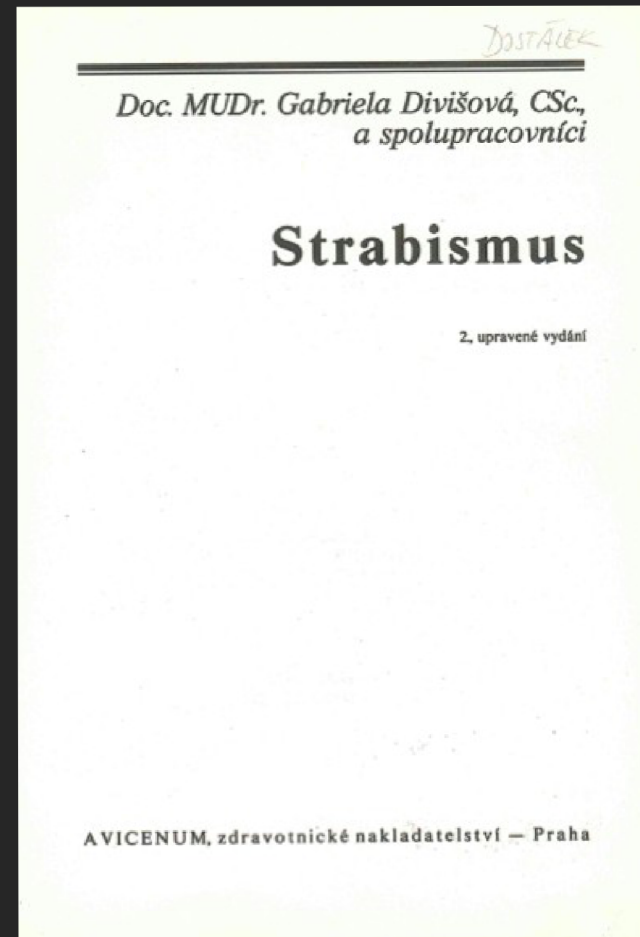 DOSTÁLEK
Doc. MUDr. Gabriela Divišová, CSc.,
a spolupracovníci
Strabismus
2., upravené vydání
AVICENUM, zdravotnické nakladatelství — Praha